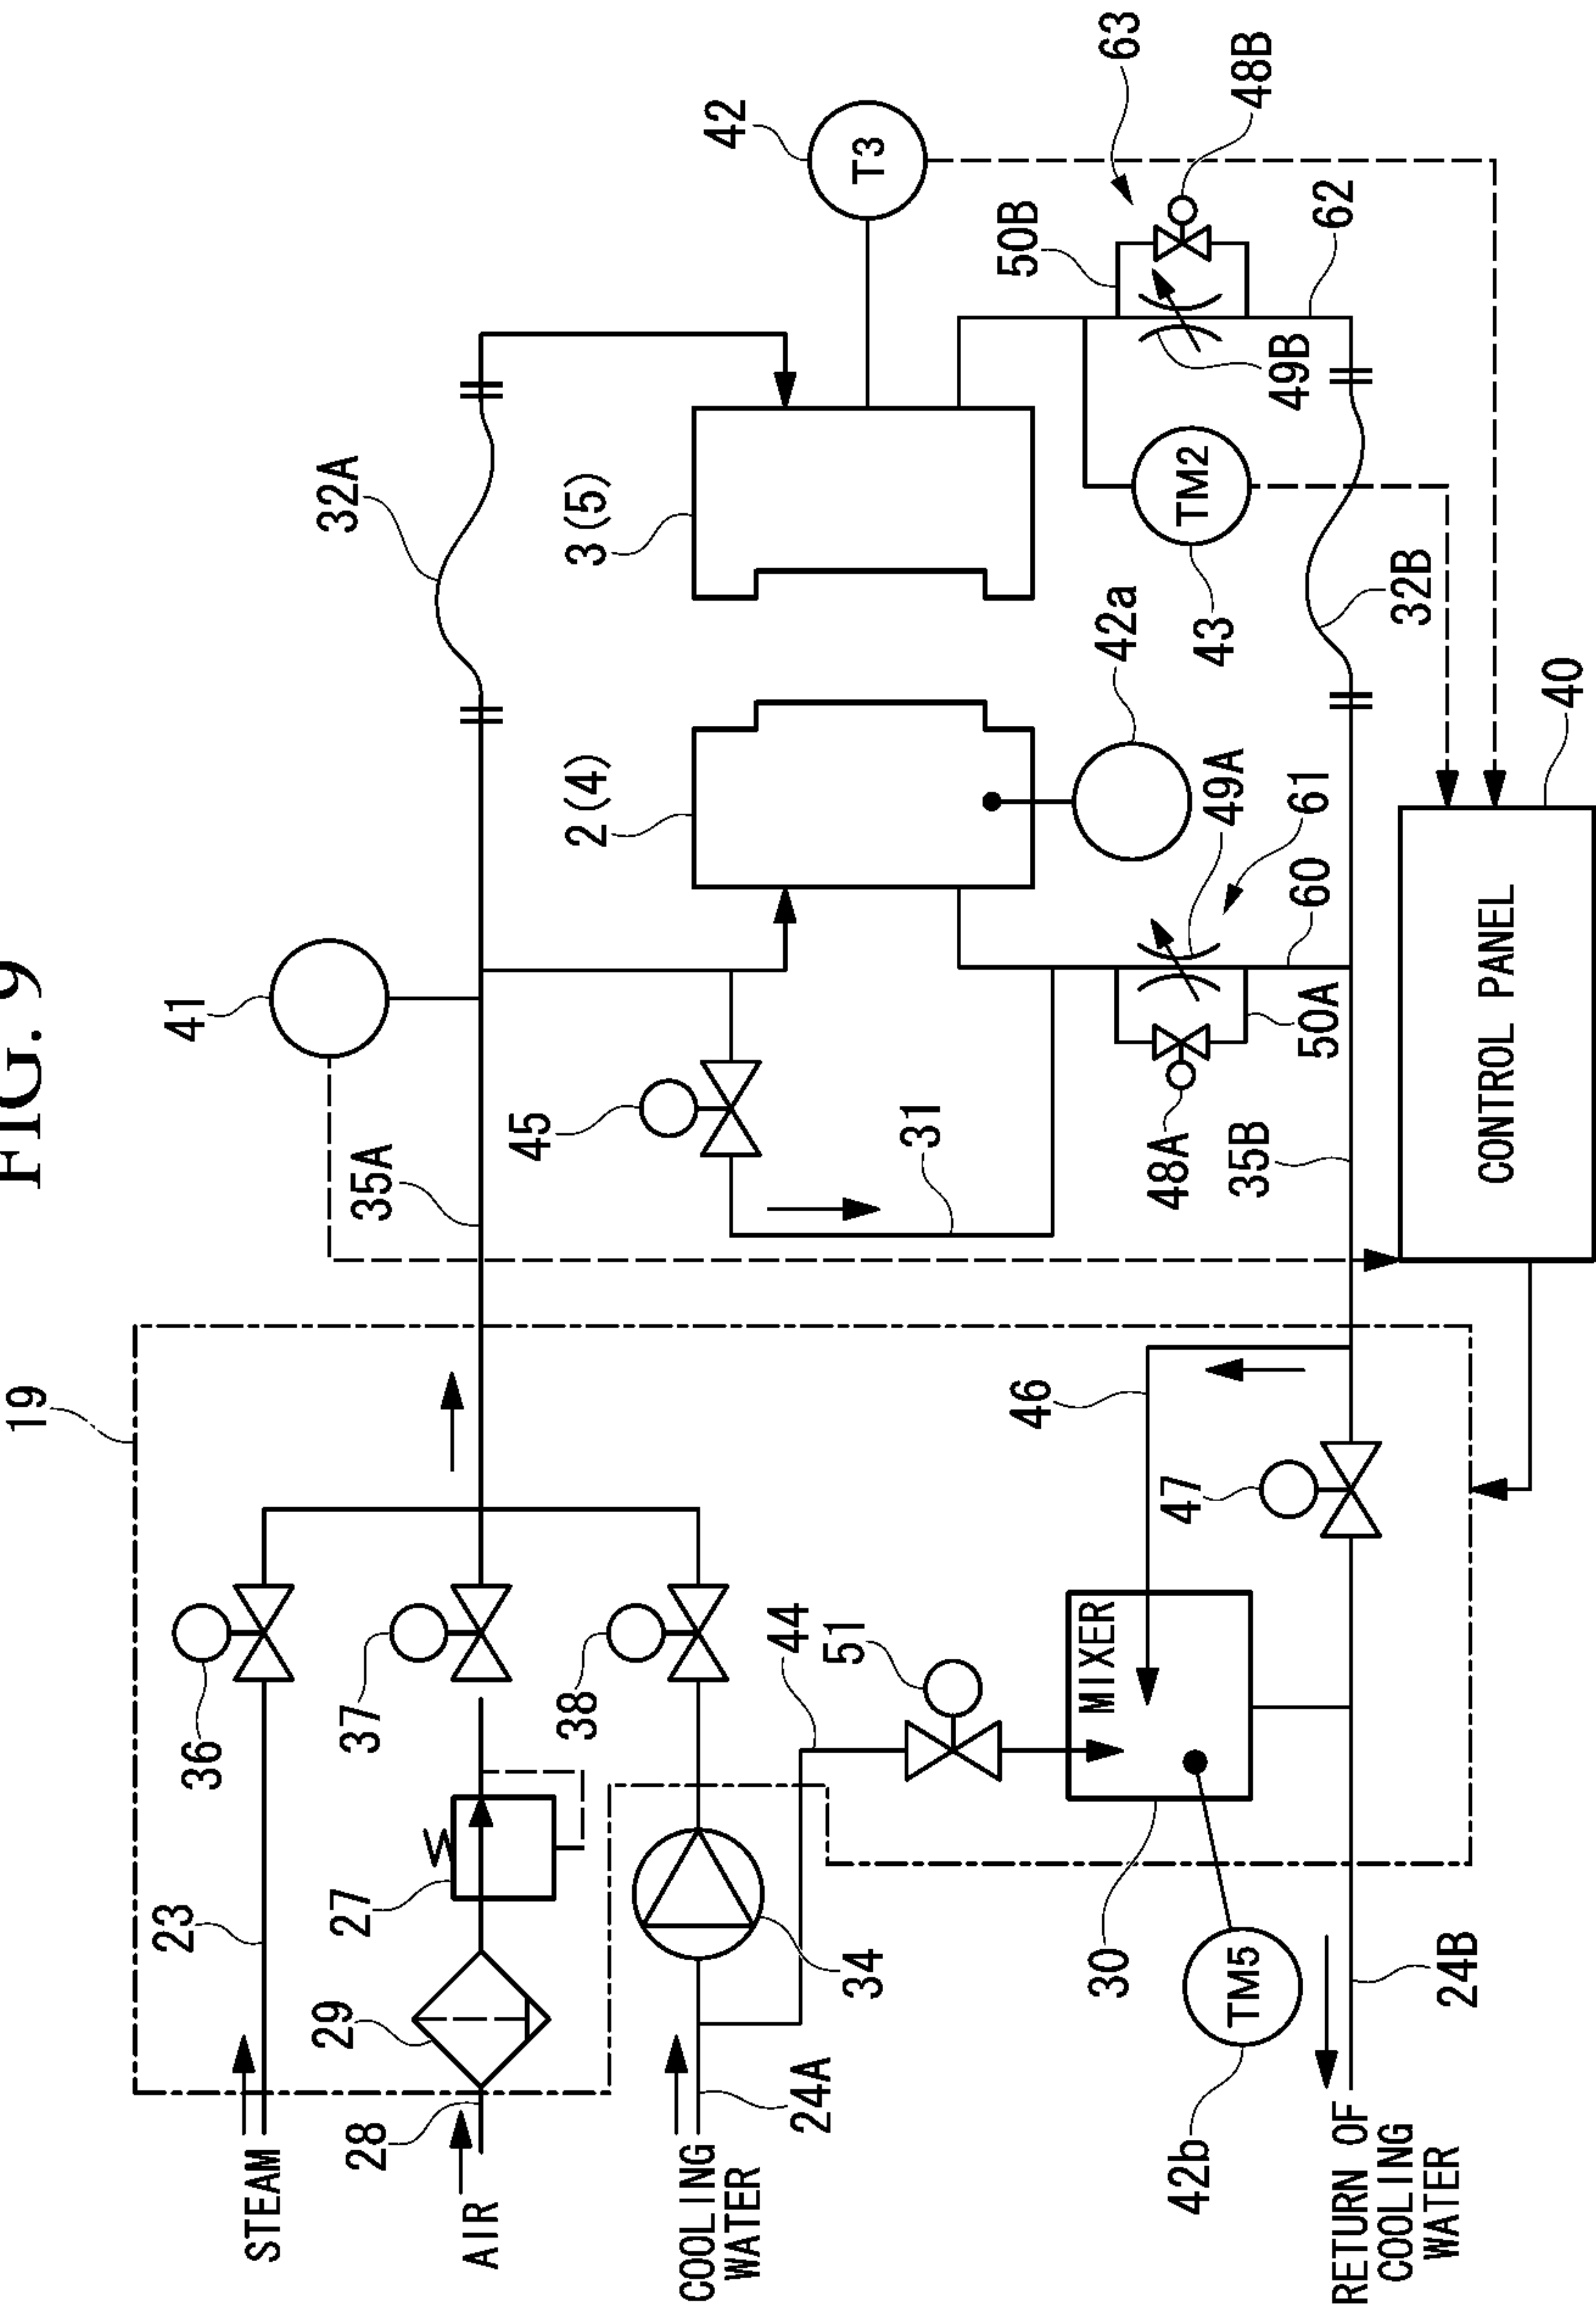 FIG. 9
19
23
36
41
STEAM
28
29
27
37
35A
32A
AIR
38
45
2(4)
3(5)
42
T3
COOLING
WATER
24A
34
44
51
31
50B
63
46
MIXER
30
42a
48B
42b
TM5
47
48A
49A
61
43
TM2
49B
35B
50A
60
62
RETURN OF
COOLING
WATER
24B
32B
CONTROL PANEL
40